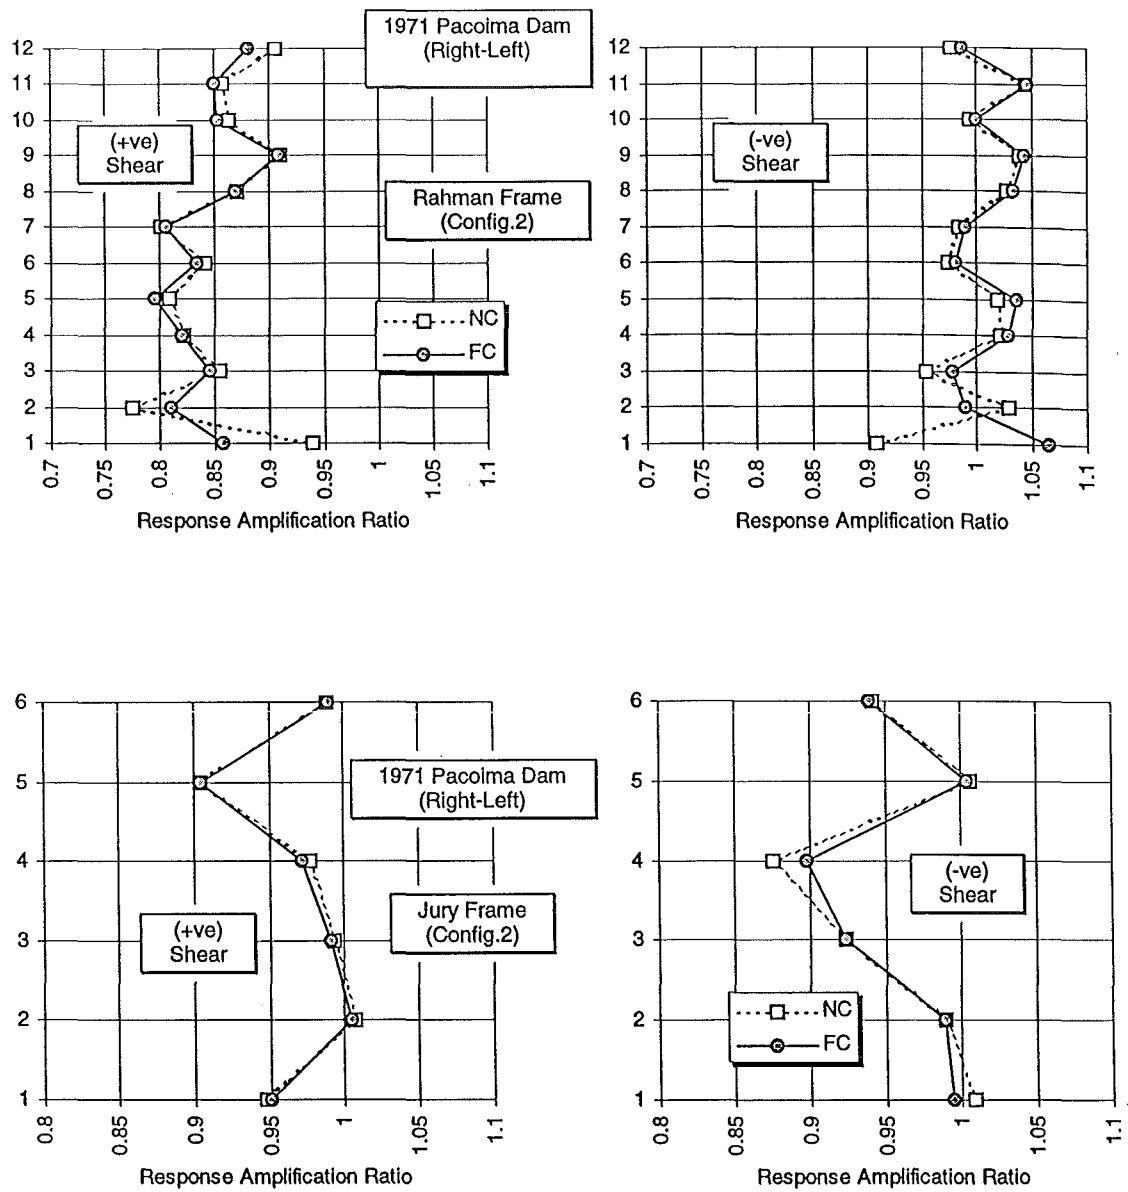 1971 Pacoima Dam
(Right-Left)
12
11
10
9
8
7
6
5
4
3
2
1
(+ve)
Shear
Rahman Frame
(Config.2)
NC
FC
0.7
0.75
0.8
0.85
0.9
0.95
1
1.05
1.1
Response Amplification Ratio
12
11
10
9
8
7
6
5
4
3
2
1
(-ve)
Shear
0.7
0.75
0.8
0.85
0.9
0.95
1
1.05
1.1
Response Amplification Ratio
6
5
4
3
2
1
1971 Pacoima Dam
(Right-Left)
Jury Frame
(Config.2)
(+ve)
Shear
0.8
0.85
0.9
0.95
1
1.05
1.1
Response Amplification Ratio
6
5
4
3
2
1
(-ve)
Shear
NC
FC
0.8
0.85
0.9
0.95
1
1.05
1.1
Response Amplification Ratio